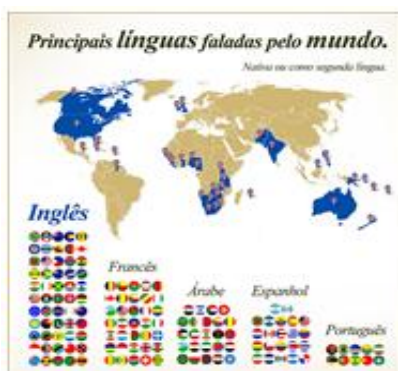 Principais línguas faladas pelo mundo.
Nativa ou como segunda língua.
Inglês
Francês
Árabe
Espanhol
Português